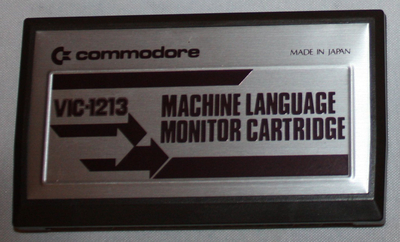 commodore
MADE IN JAPAN
VIC-1213
MACHINE LANGUAGE
MONITOR CARTRIDGE